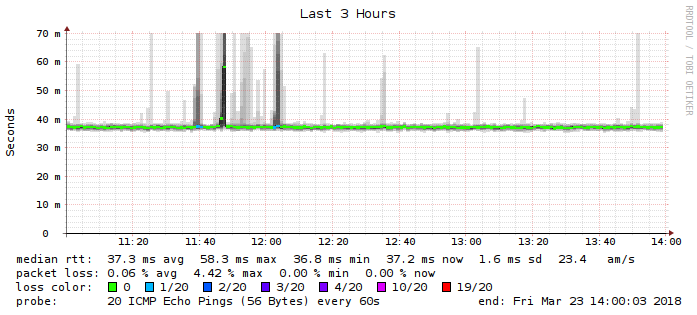 Last 3 Hours
RRDTOOL / TOBI OETIKER
Seconds
70 m
60 m
50 m
40 m
30 m
20 m
10 m
0
11:20 11:40 12:00 12:20 12:40 13:00 13:20 13:40 14:00
median rtt: 37.3 ms avg 58.3 ms max 36.8 ms min 37.2 ms now 1.6 ms sd 23.4 am/s
packet loss: 0.06 % avg 4.42 % max 0.00 % min 0.00 % now
loss color: 0 1/20 2/20 3/20 4/20 10/20 19/20
probe: 20 ICMP Echo Pings (56 Bytes) every 60s end: Fri Mar 23 14:00:03 2018